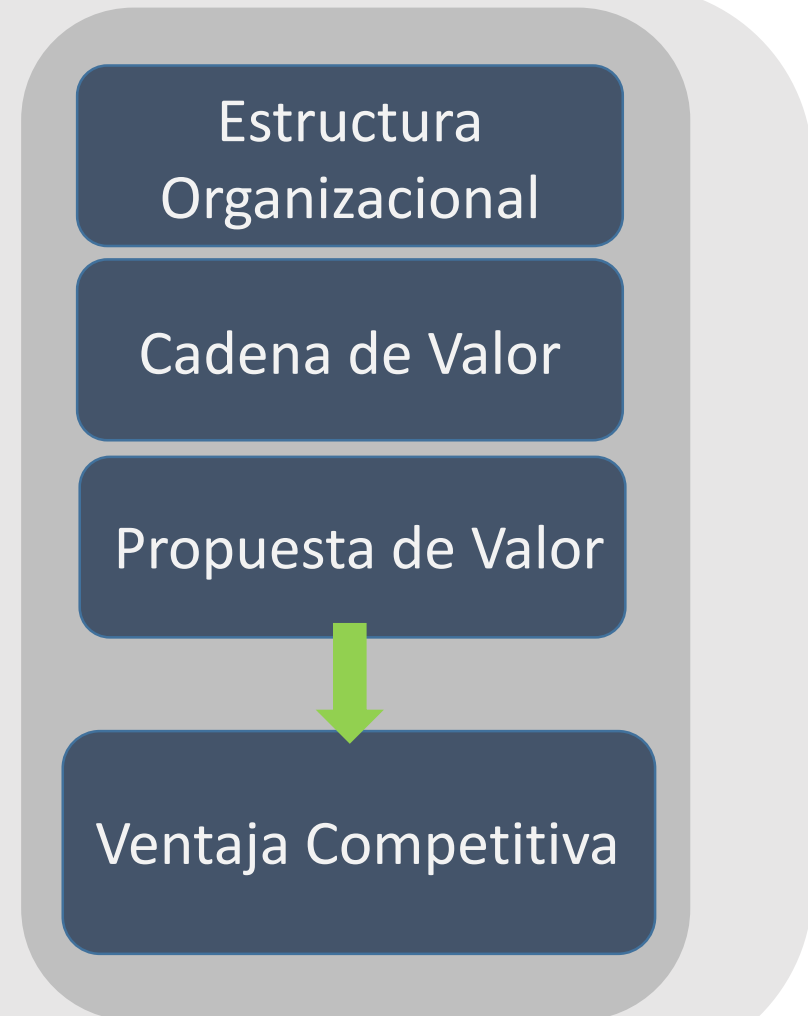 Estructura
Organizacional
Cadena de Valor
Propuesta de Valor
Ventaja Competitiva